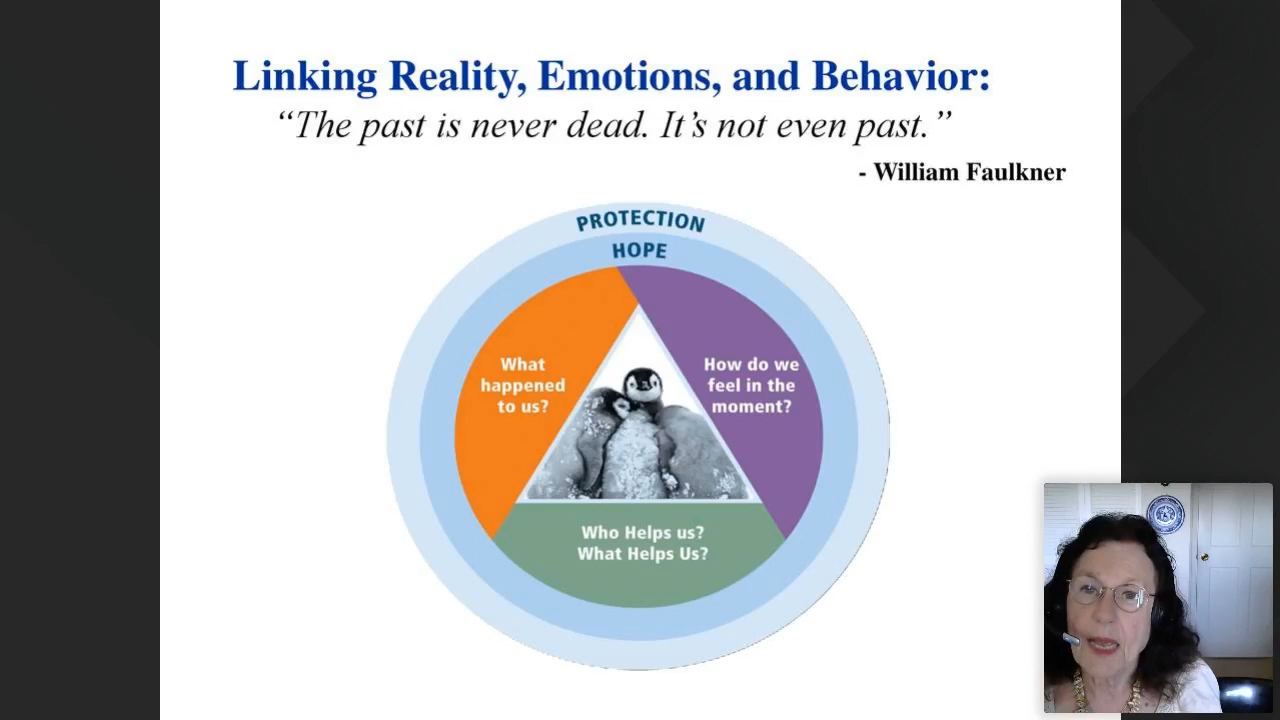 Linking Reality, Emotions, and Behavior:
“The past is never dead. It’s not even past.”
- William Faulkner
PROTECTION
HOPE
What
happened
to us?
How do we
feel in the
moment?
Who Helps us?
What Helps Us?